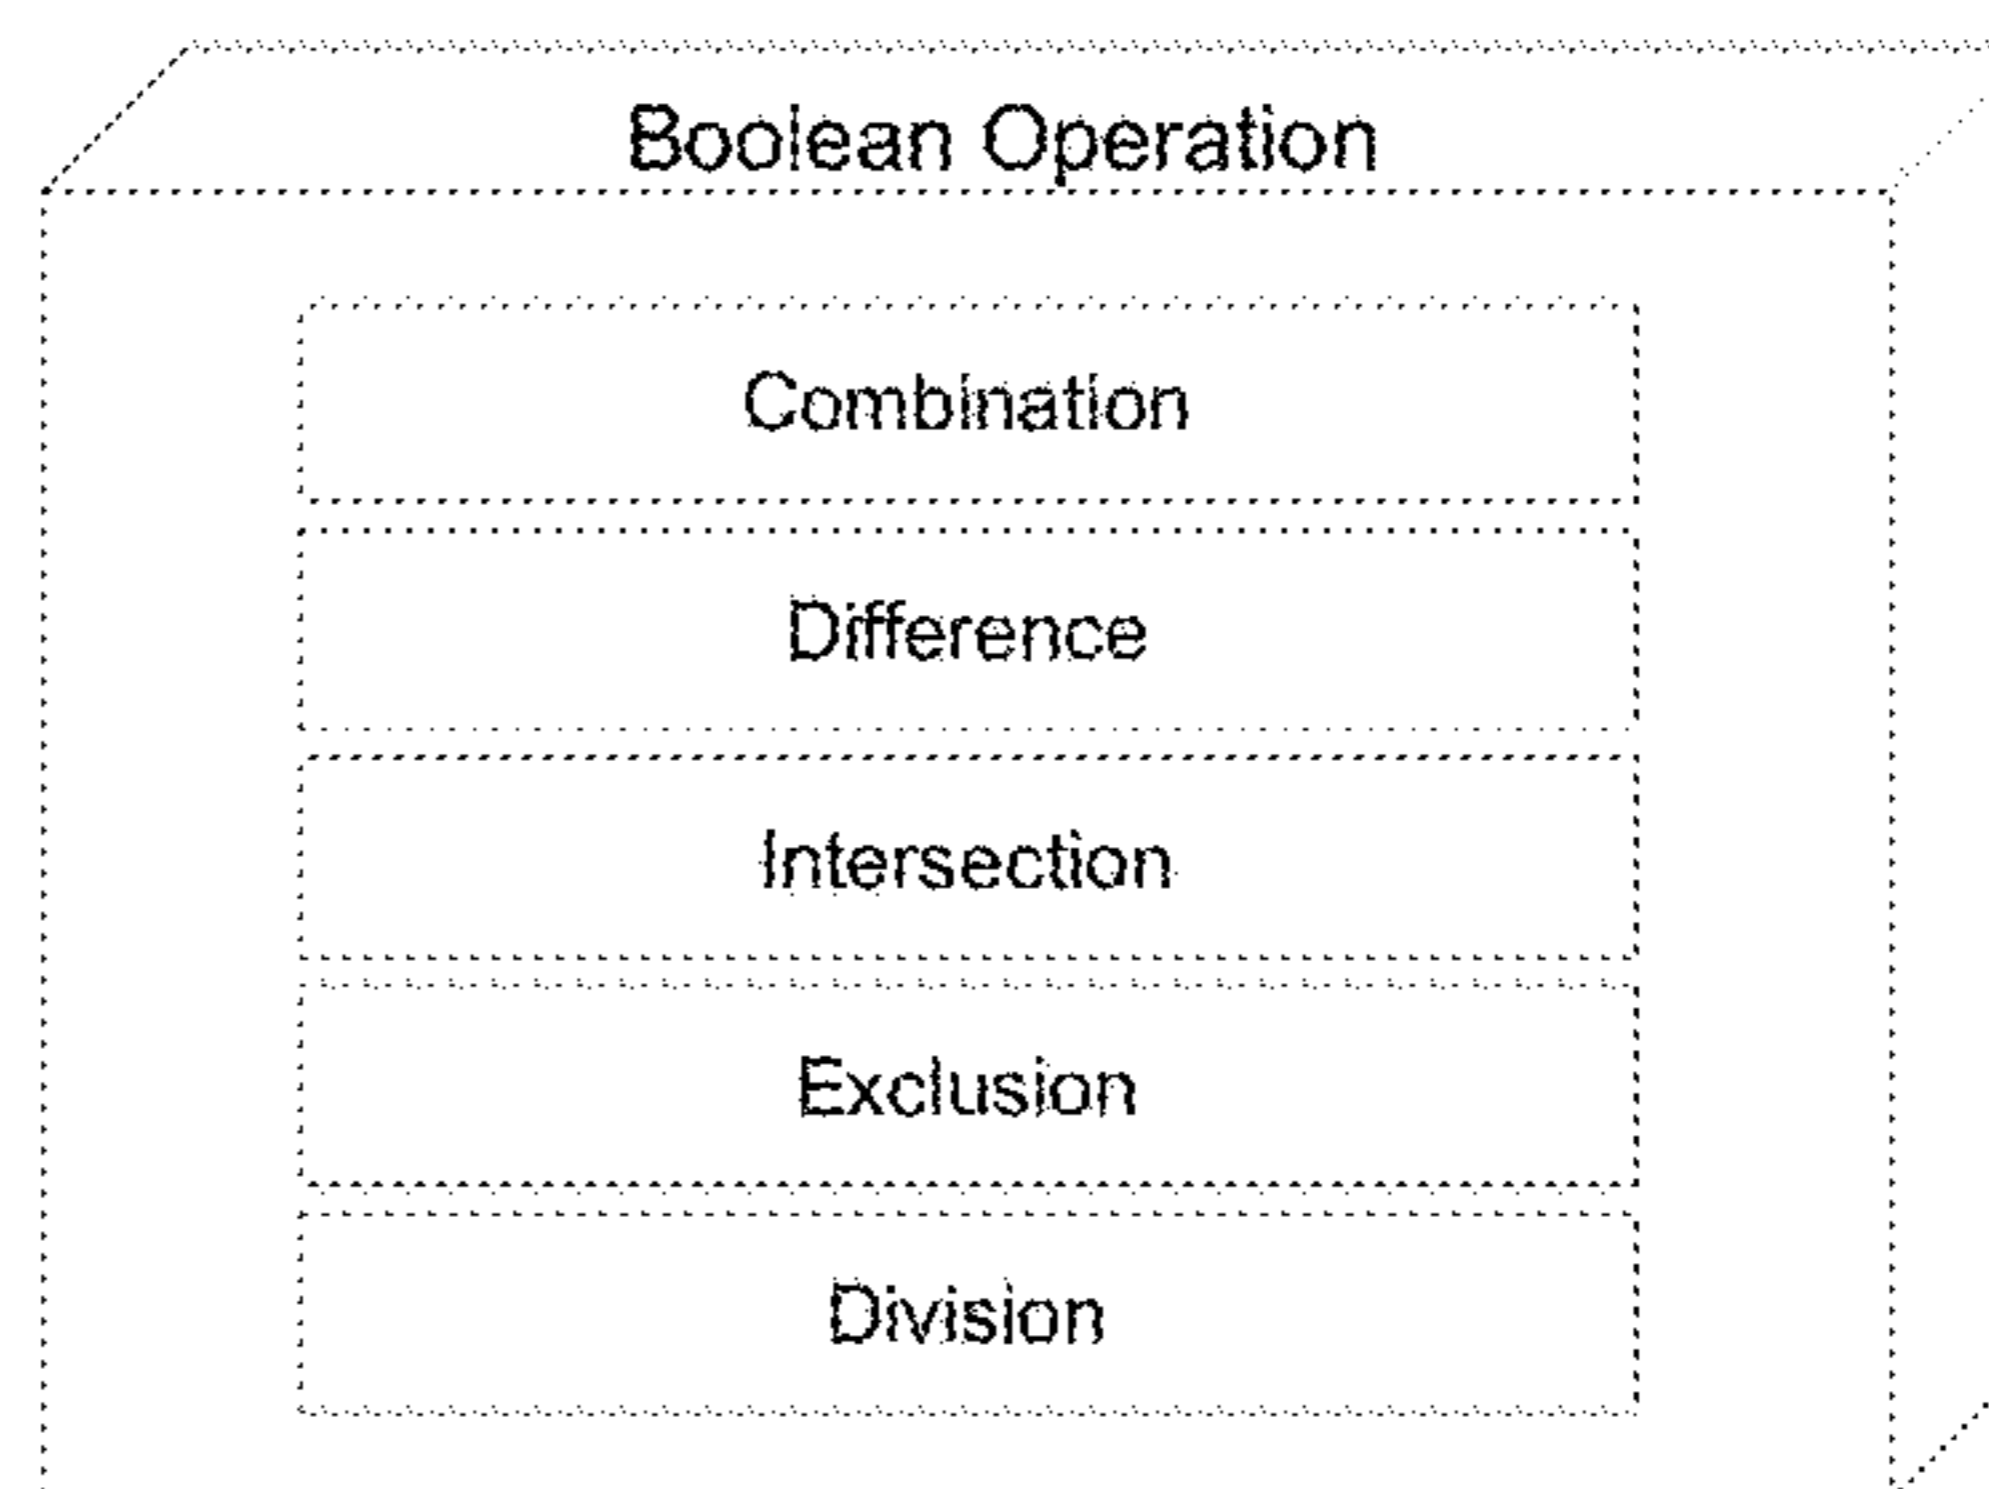 Boolean Operation
Combination
Difference
Intersection
Exclusion
Division